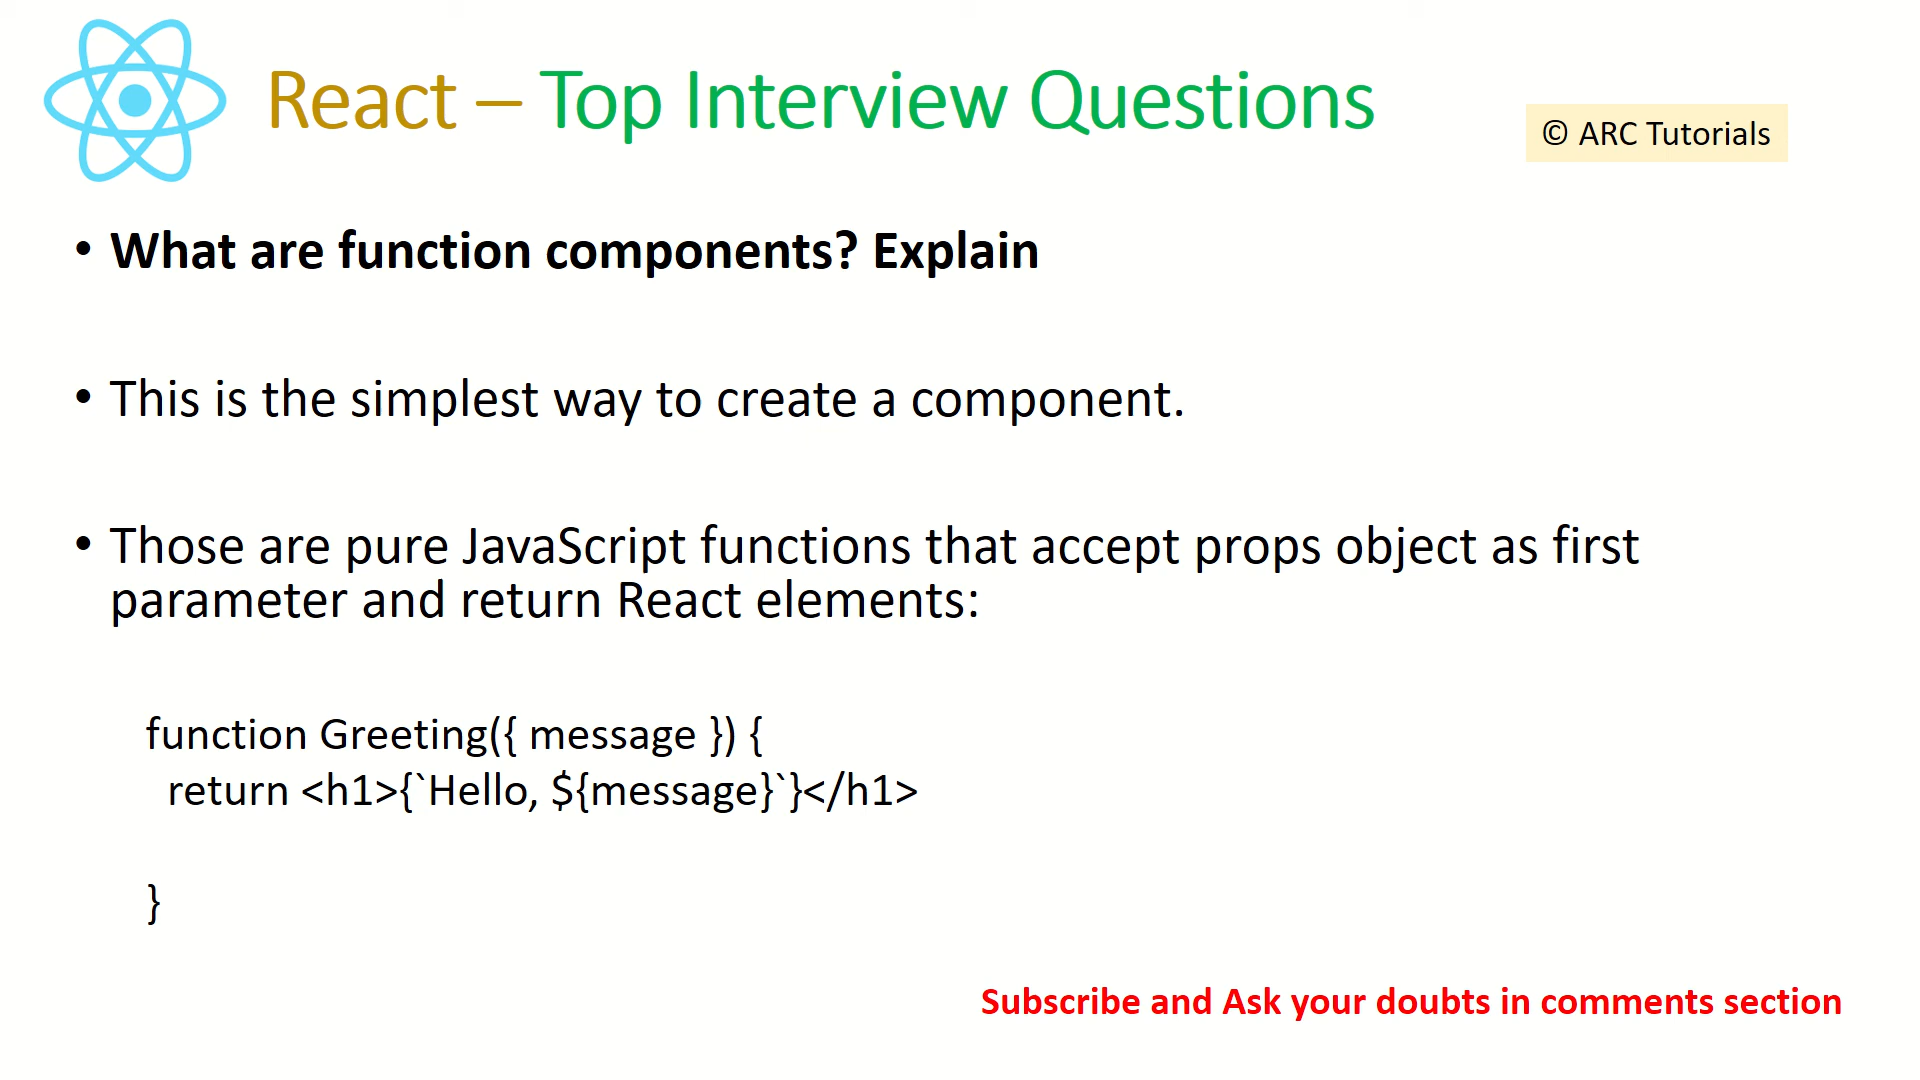 React – Top Interview Questions
© ARC Tutorials
• What are function components? Explain
• This is the simplest way to create a component.
• Those are pure JavaScript functions that accept props object as first
parameter and return React elements:
function Greeting({ message }) {
  return <h1>{`Hello, ${message}`}</h1>
}
Subscribe and Ask your doubts in comments section